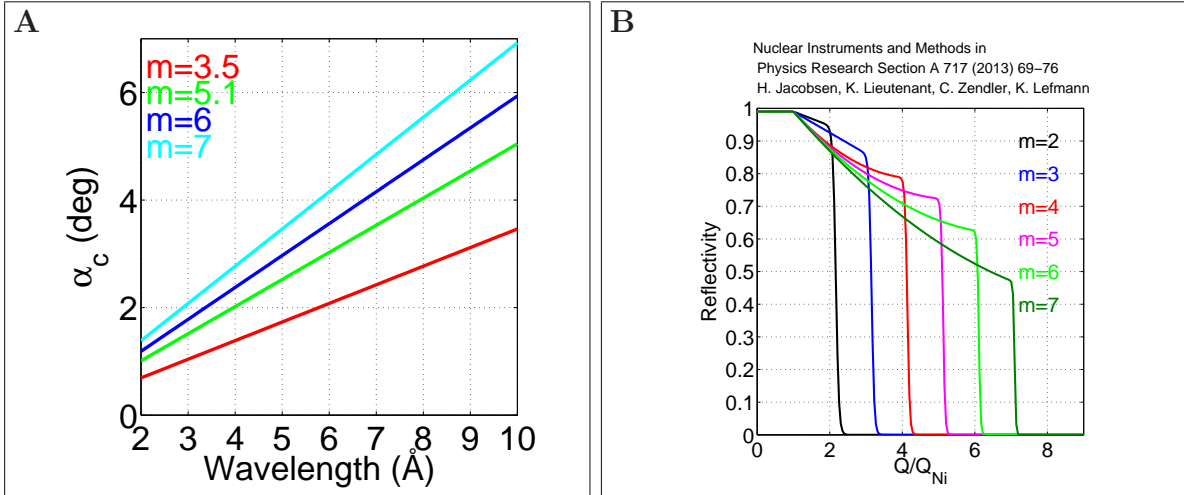 A
m=3.5
m=5.1
m=6
m=7
α_c (deg)
6
4
2
0
2 3 4 5 6 7 8 9 10
Wavelength (Å)
B
Nuclear Instruments and Methods in
Physics Research Section A 717 (2013) 69−76
H. Jacobsen, K. Lieutenant, C. Zendler, K. Lefmann
Reflectivity
1
0.9
0.8
0.7
0.6
0.5
0.4
0.3
0.2
0.1
0
m=2
m=3
m=4
m=5
m=6
m=7
0 2 4 6 8
Q/Q_Ni